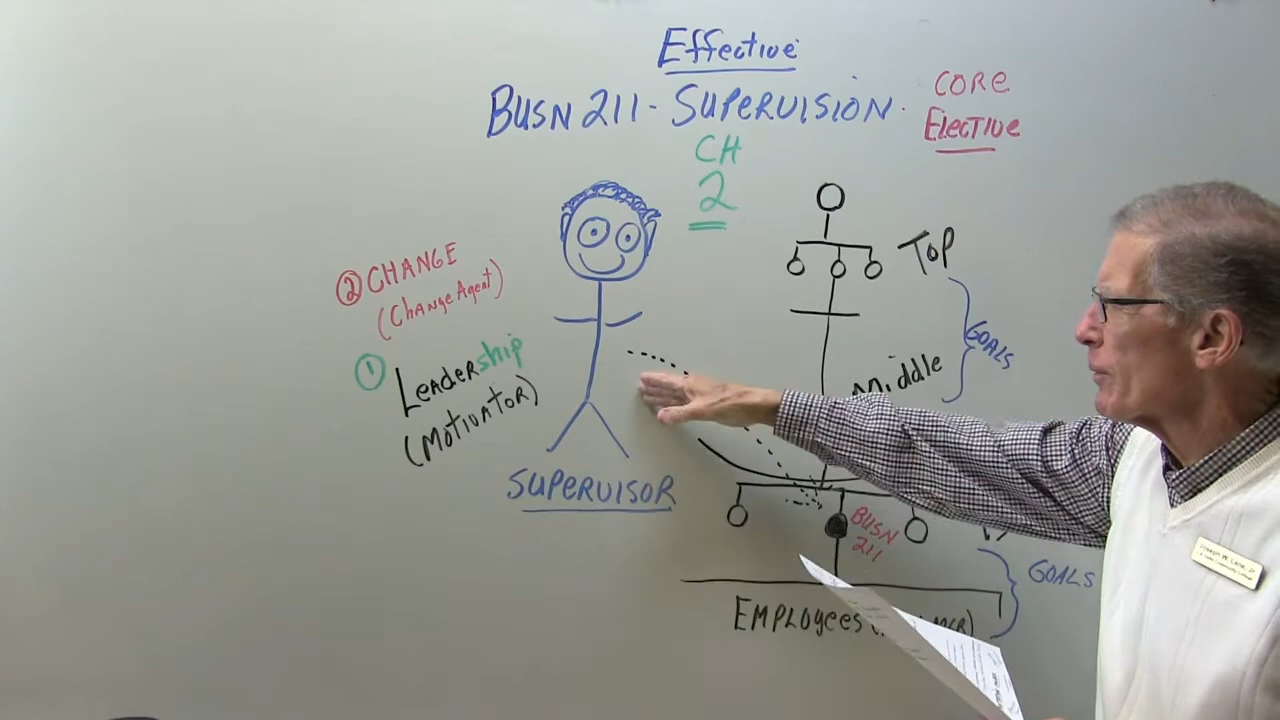 Effective
BUSN 211 - SUPERVISION.
CORE
Elective
CH
2
TOP
② CHANGE
(Change Agent)
GOALS
① Leadership
(MOTIVATOR)
Middle
SUPERVISOR
BUSN
211
GOALS
EMPLOYEES
Joseph W.